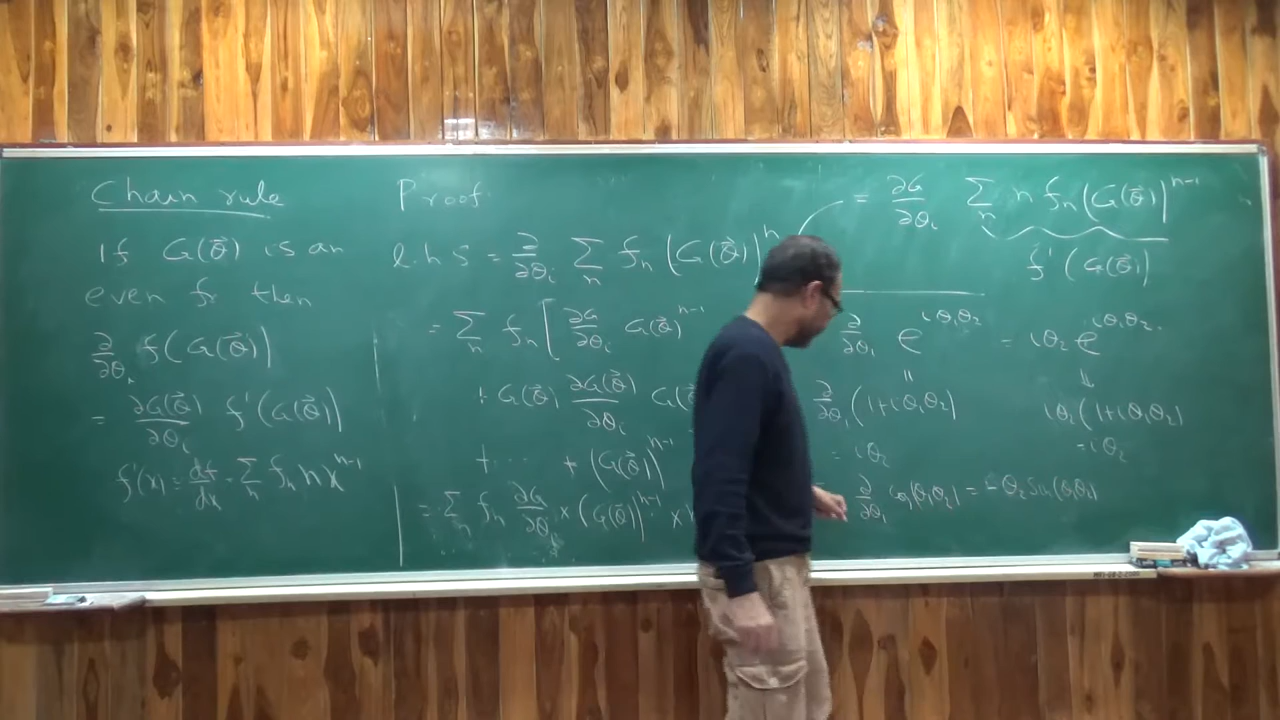 Chain rule
If G(θ⃗) is an
even fn then
∂/∂θᵢ f(G(θ⃗))
= ∂G(θ⃗)/∂θᵢ f'(G(θ⃗))
f'(x) = df/dx = Σₙ fₙ n xⁿ⁻¹
Proof
l.h.s = ∂/∂θᵢ Σₙ fₙ (G(θ⃗))ⁿ
= Σₙ fₙ [ ∂G/∂θᵢ G(θ⃗)ⁿ⁻¹
+ G(θ⃗) ∂G(θ⃗)/∂θᵢ G(θ⃗)
+ ... + (G(θ⃗))ⁿ⁻¹
= Σₙ fₙ ∂G/∂θᵢ × (G(θ⃗))ⁿ⁻¹ ×
= ∂G/∂θᵢ Σₙ n fₙ (G(θ⃗))ⁿ⁻¹
f'(G(θ⃗))
∂/∂θ₁ e^{iθ₁θ₂} = iθ₂ e^{iθ₁θ₂}.
∂/∂θ₁ (1+iθ₁θ₂) iθ₂(1+iθ₁θ₂)
= iθ₂ = iθ₂
∂/∂θ₁ cos(θ₁θ₂) = -θ₂ sin(θ₁θ₂)